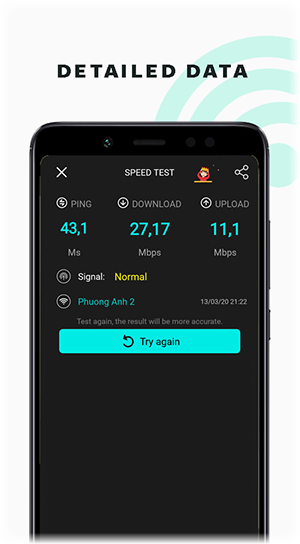 DETAILED DATA
SPEED TEST
PING DOWNLOAD UPLOAD
43,1 27,17 11,1
Ms Mbps Mbps
Signal: Normal
Phuong Anh 2 13/03/20 21:22
Test again, the result will be more accurate.
Try again